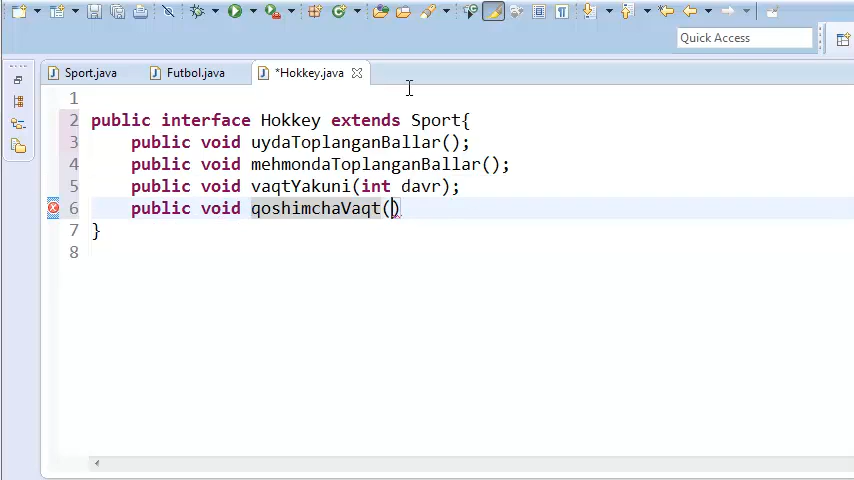 Quick Access
Sport.java
Futbol.java
*Hokkey.java
1
2 public interface Hokkey extends Sport{
3 public void uydaToplanganBallar();
4 public void mehmondaToplanganBallar();
5 public void vaqtYakuni(int davr);
6 public void qoshimchaVaqt()
7 }
8